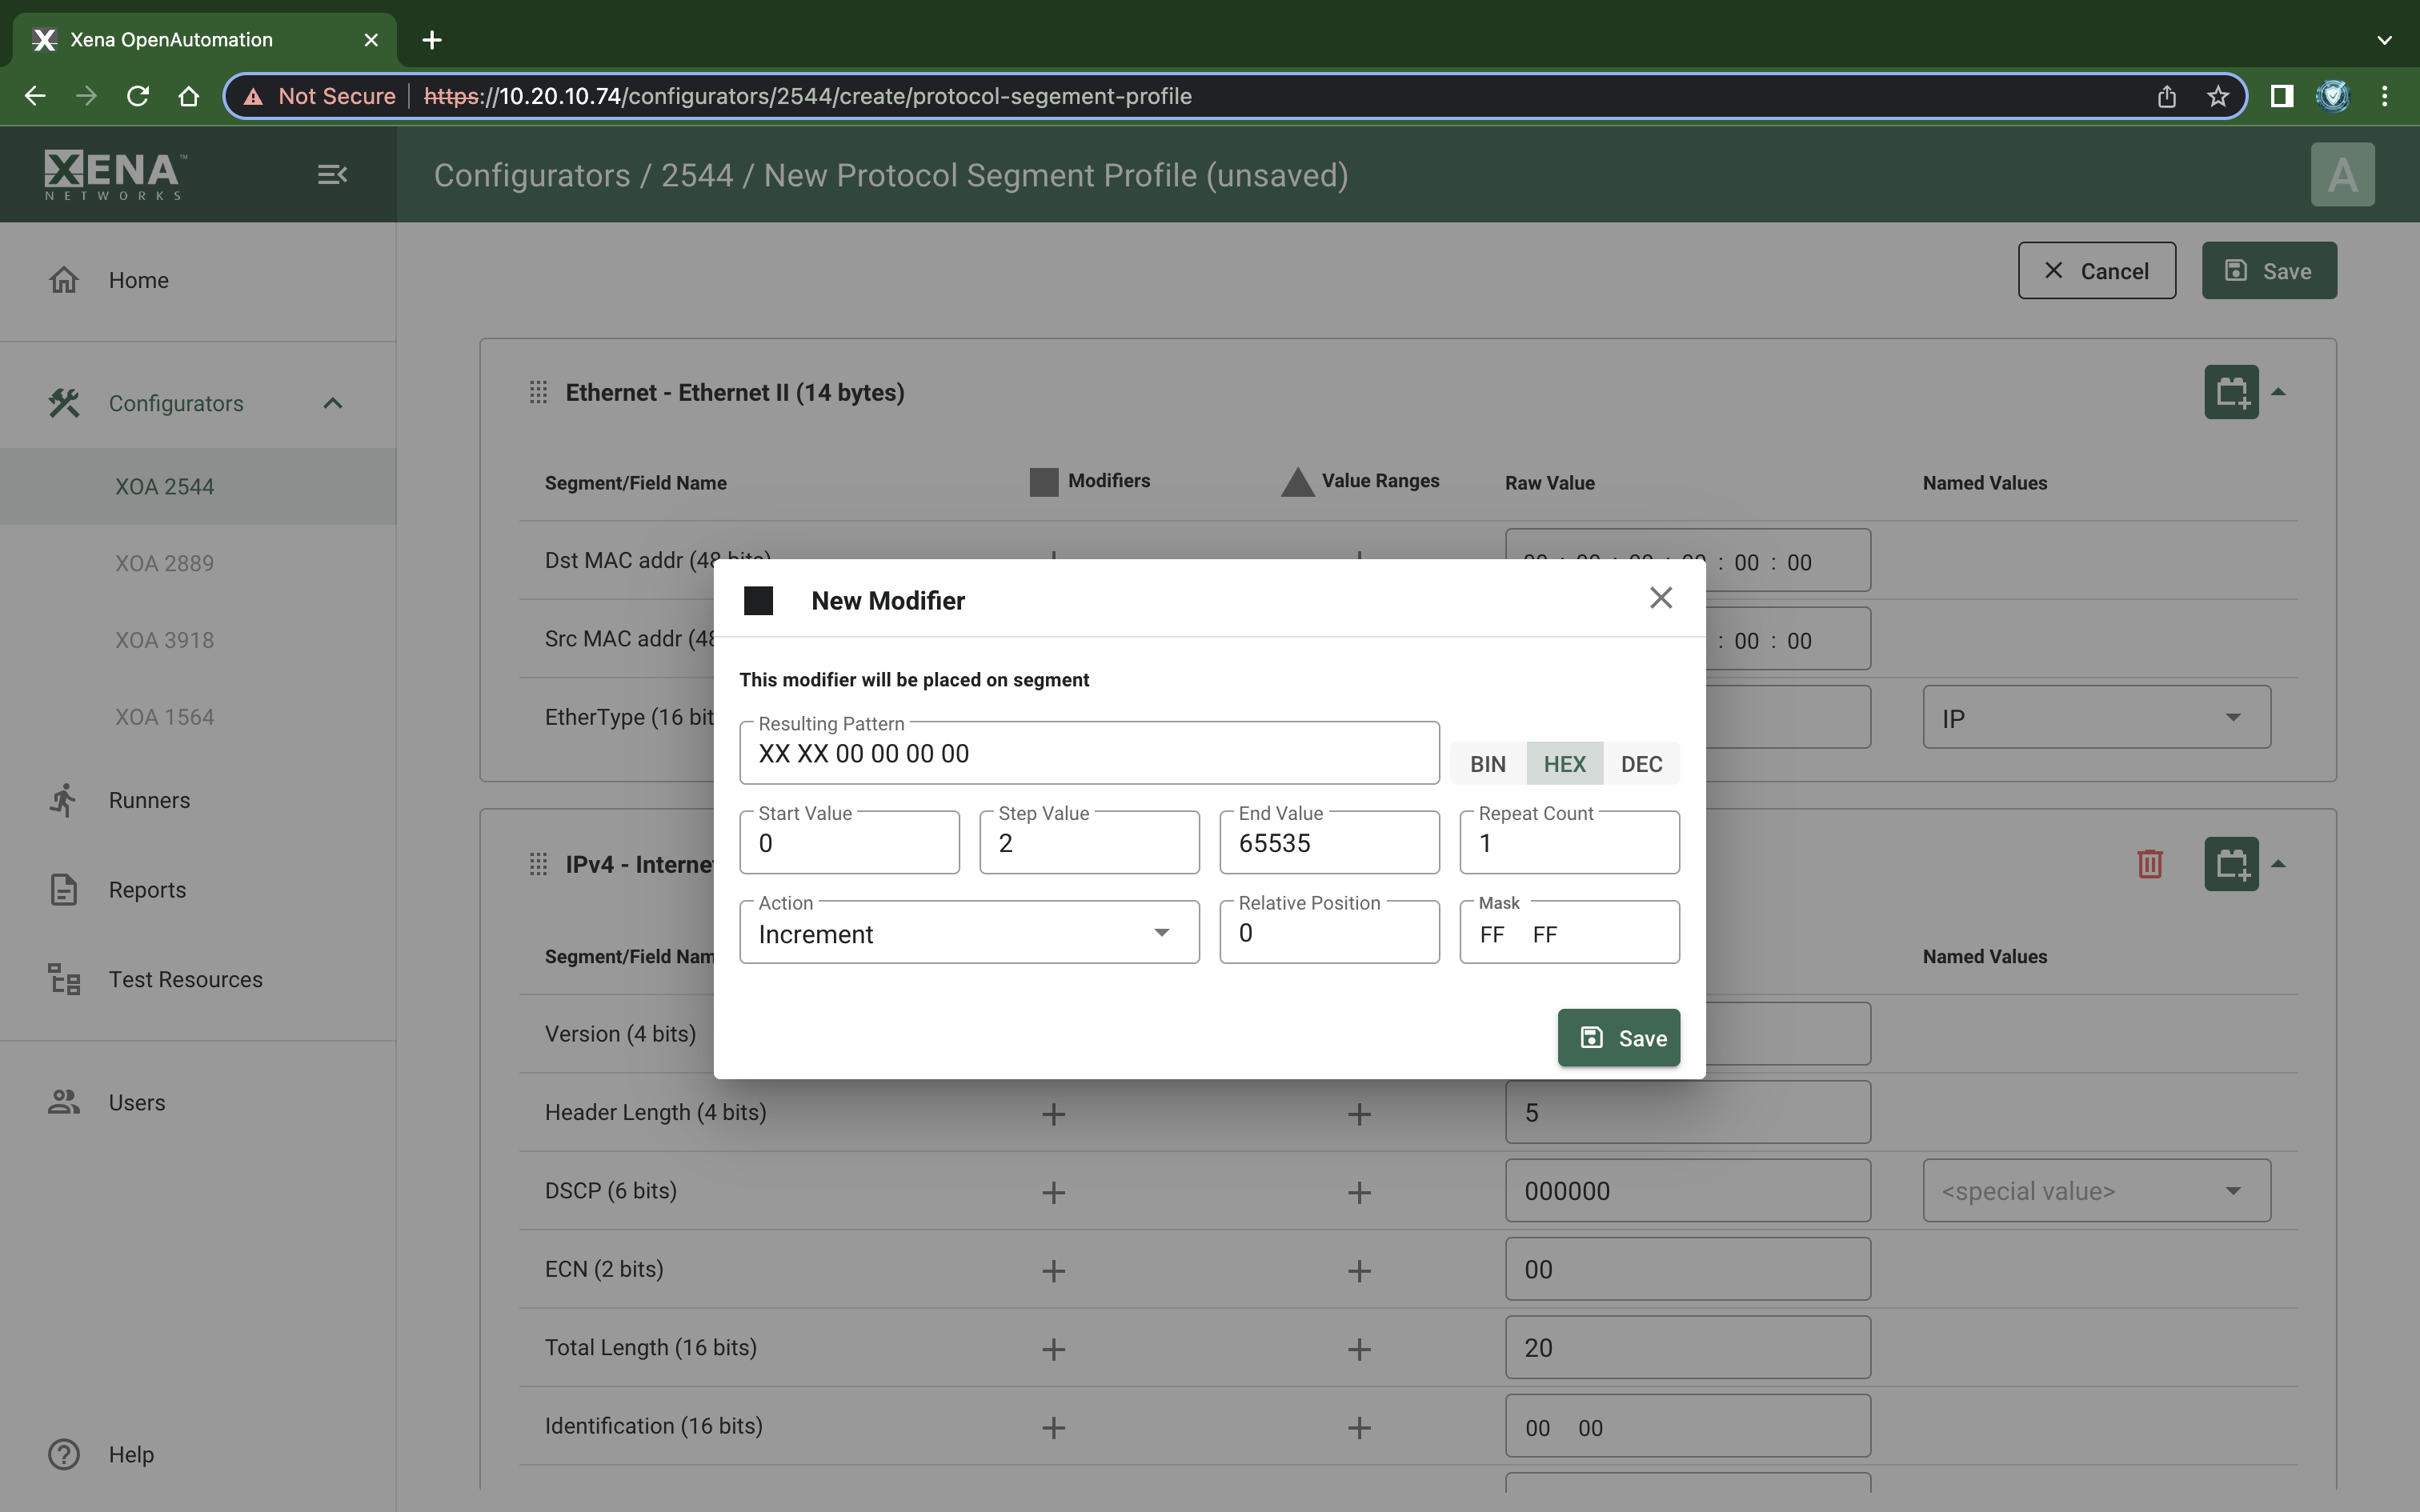 Xena OpenAutomation
Not Secure https://10.20.10.74/configurators/2544/create/protocol-segement-profile
XENA™
NETWORKS
Configurators / 2544 / New Protocol Segment Profile (unsaved)
A
Home
Cancel
Save
Configurators
XOA 2544
XOA 2889
XOA 3918
XOA 1564
Runners
Reports
Test Resources
Users
Help
Ethernet - Ethernet II (14 bytes)
Segment/Field Name Modifiers Value Ranges Raw Value Named Values
Dst MAC addr (48 bits) 00 : 00 : 00 : 00 : 00 : 00
Src MAC addr (48 : 00 : 00
EtherType (16 bit IP
New Modifier
This modifier will be placed on segment
Resulting Pattern
XX XX 00 00 00 00
BIN HEX DEC
Start Value Step Value End Value Repeat Count
0 2 65535 1
Action Relative Position Mask
Increment 0 FF FF
Save
IPv4 - Interne
Segment/Field Nam Named Values
Version (4 bits)
Header Length (4 bits) 5
DSCP (6 bits) 000000 <special value>
ECN (2 bits) 00
Total Length (16 bits) 20
Identification (16 bits) 00 00